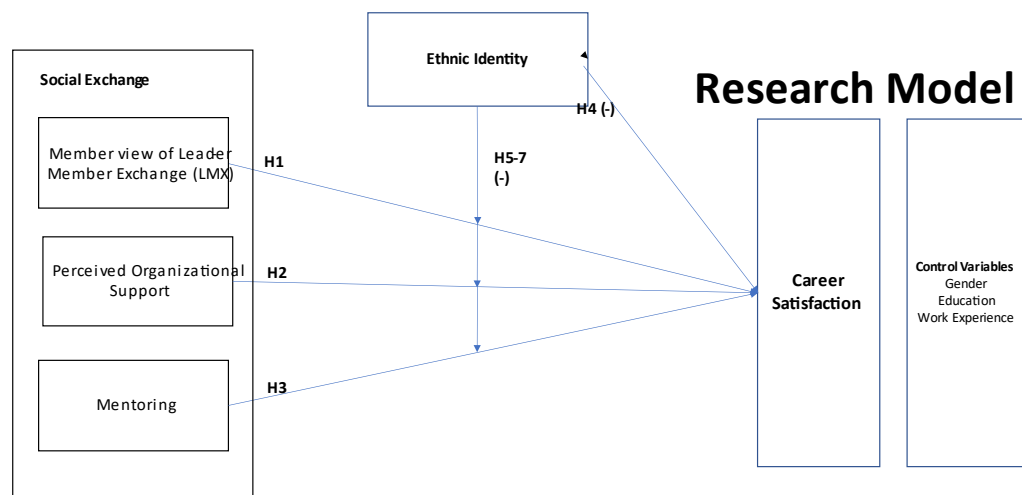 Research Model
Social Exchange
Member view of Leader
Member Exchange (LMX)
Perceived Organizational
Support
Mentoring
Ethnic Identity
H1
H2
H3
H4 (-)
H5-7
(-)
Career
Satisfaction
Control Variables
Gender
Education
Work Experience